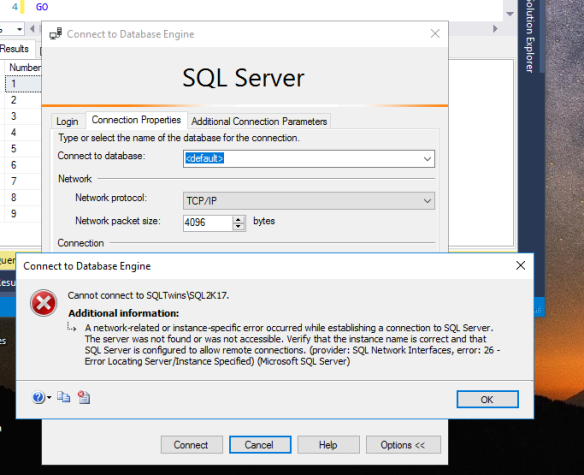 4 GO
Connect to Database Engine
Results
Solution Explorer
SQL Server
Number
1
2
3
4
5
6
7
8
9
Login Connection Properties Additional Connection Parameters
Type or select the name of the database for the connection.
Connect to database: <default>
Network
Network protocol: TCP/IP
Network packet size: 4096 bytes
Connection
Connect to Database Engine
Cannot connect to SQLTwins\SQL2K17.
Additional information:
A network-related or instance-specific error occurred while establishing a connection to SQL Server.
The server was not found or was not accessible. Verify that the instance name is correct and that
SQL Server is configured to allow remote connections. (provider: SQL Network Interfaces, error: 26 -
Error Locating Server/Instance Specified) (Microsoft SQL Server)
OK
Connect Cancel Help Options <<